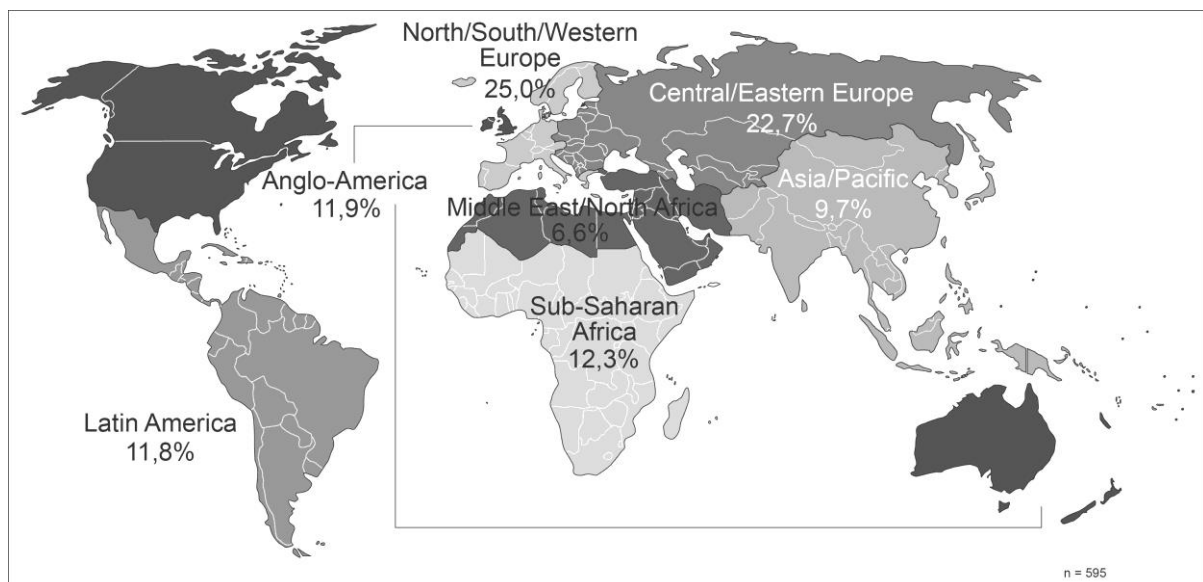 North/South/Western
Europe
25,0%
Central/Eastern Europe
22,7%
Anglo-America
11,9%
Asia/Pacific
9,7%
Middle East/North Africa
6,6%
Sub-Saharan
Africa
12,3%
Latin America
11,8%
n = 595